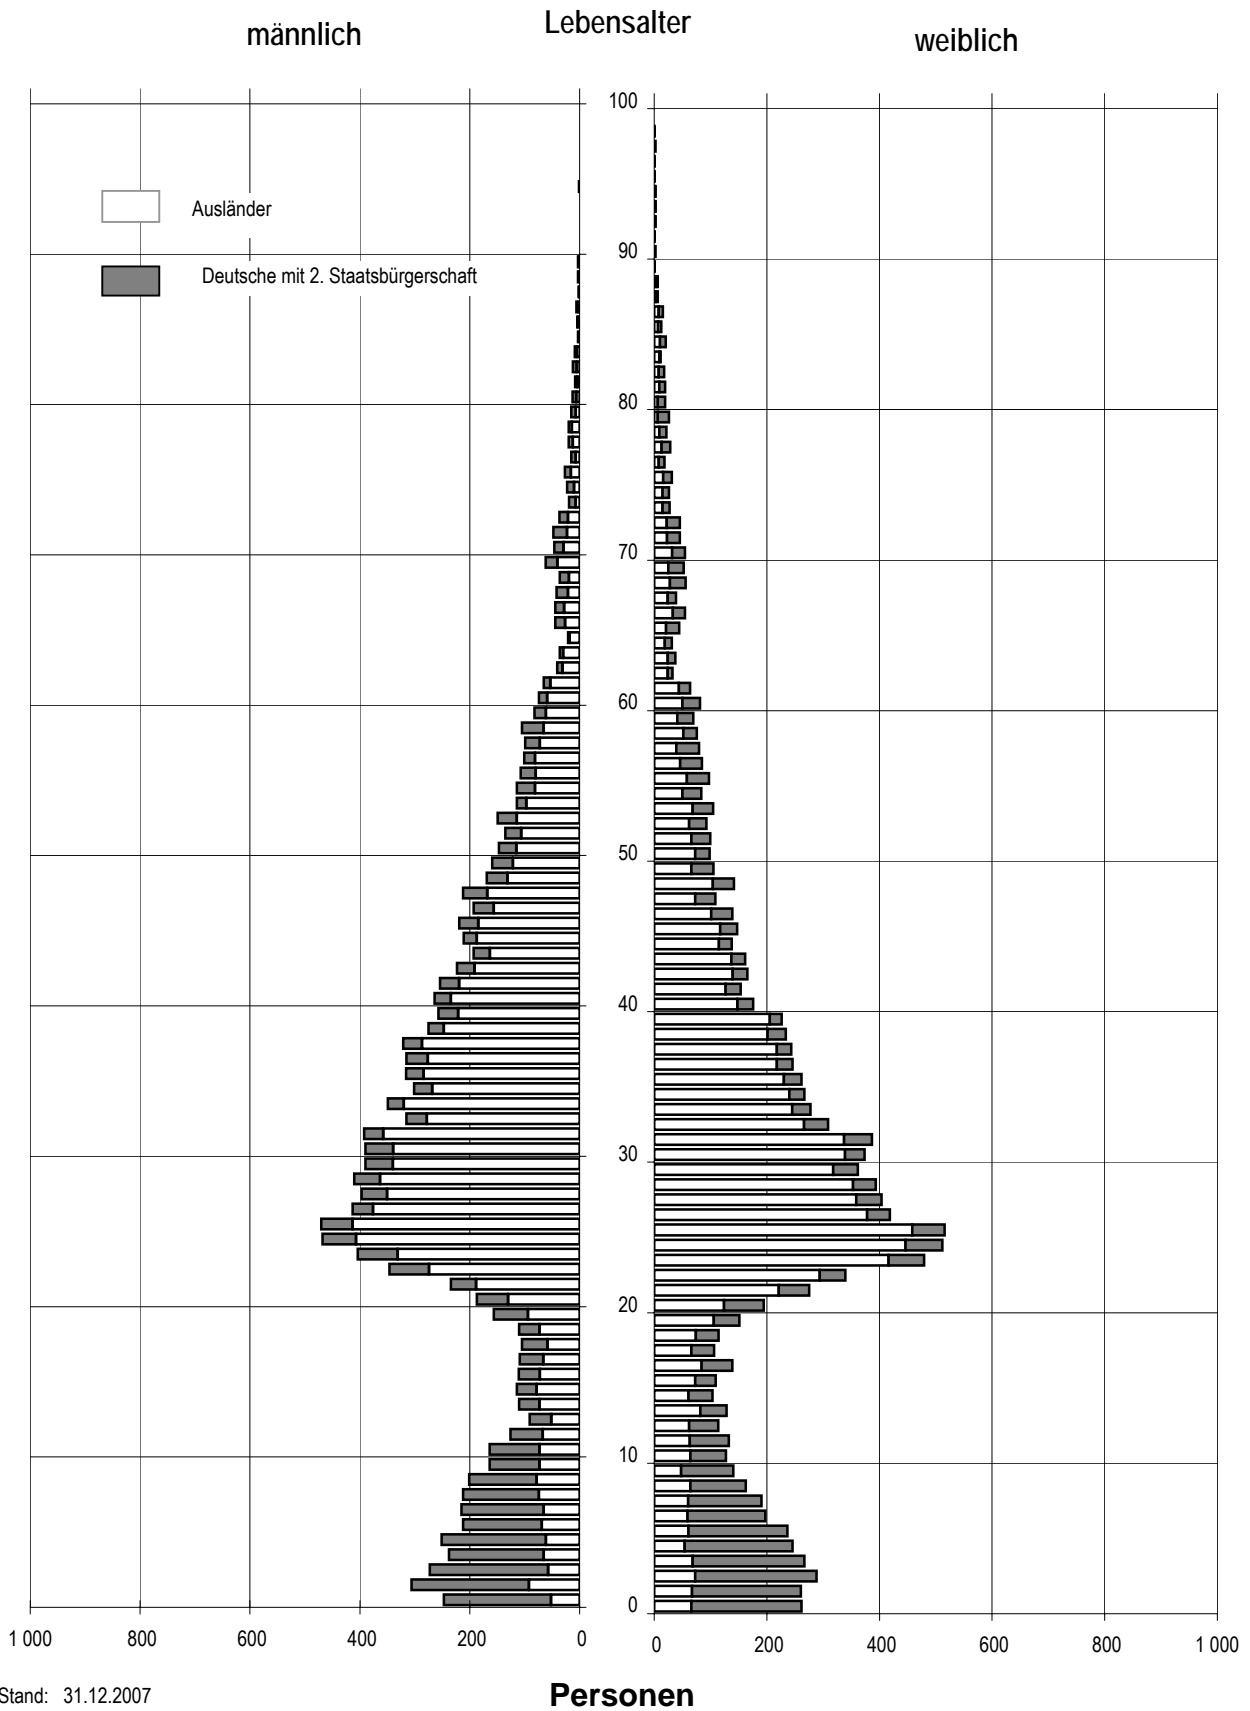 männlich Lebensalter weiblich
100
Ausländer
90
Deutsche mit 2. Staatsbürgerschaft
80
70
60
50
40
30
20
10
0
1 000 800 600 400 200 0 0 200 400 600 800 1 000
Stand: 31.12.2007 Personen